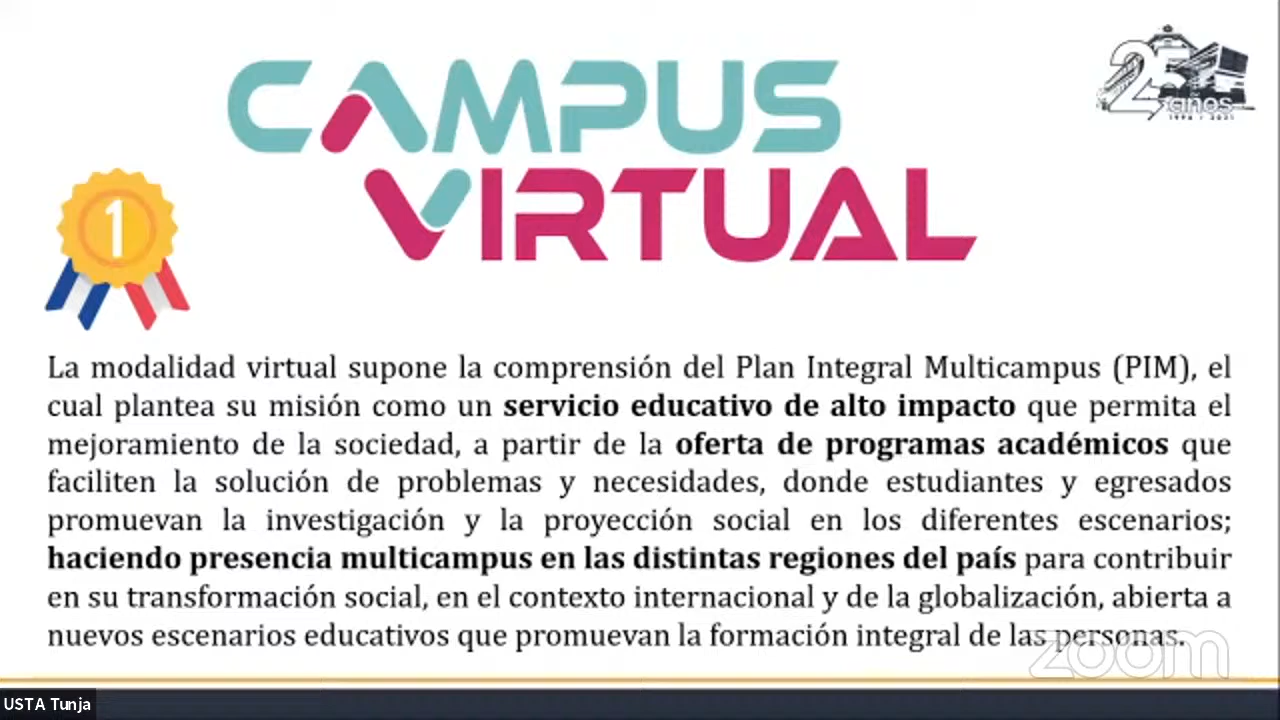 CAMPUS
VIRTUAL
25
años
1996 / 2021
1
La modalidad virtual supone la comprensión del Plan Integral Multicampus (PIM), el
cual plantea su misión como un servicio educativo de alto impacto que permita el
mejoramiento de la sociedad, a partir de la oferta de programas académicos que
faciliten la solución de problemas y necesidades, donde estudiantes y egresados
promuevan la investigación y la proyección social en los diferentes escenarios;
haciendo presencia multicampus en las distintas regiones del país para contribuir
en su transformación social, en el contexto internacional y de la globalización, abierta a
nuevos escenarios educativos que promuevan la formación integral de las personas.
zoom
USTA Tunja